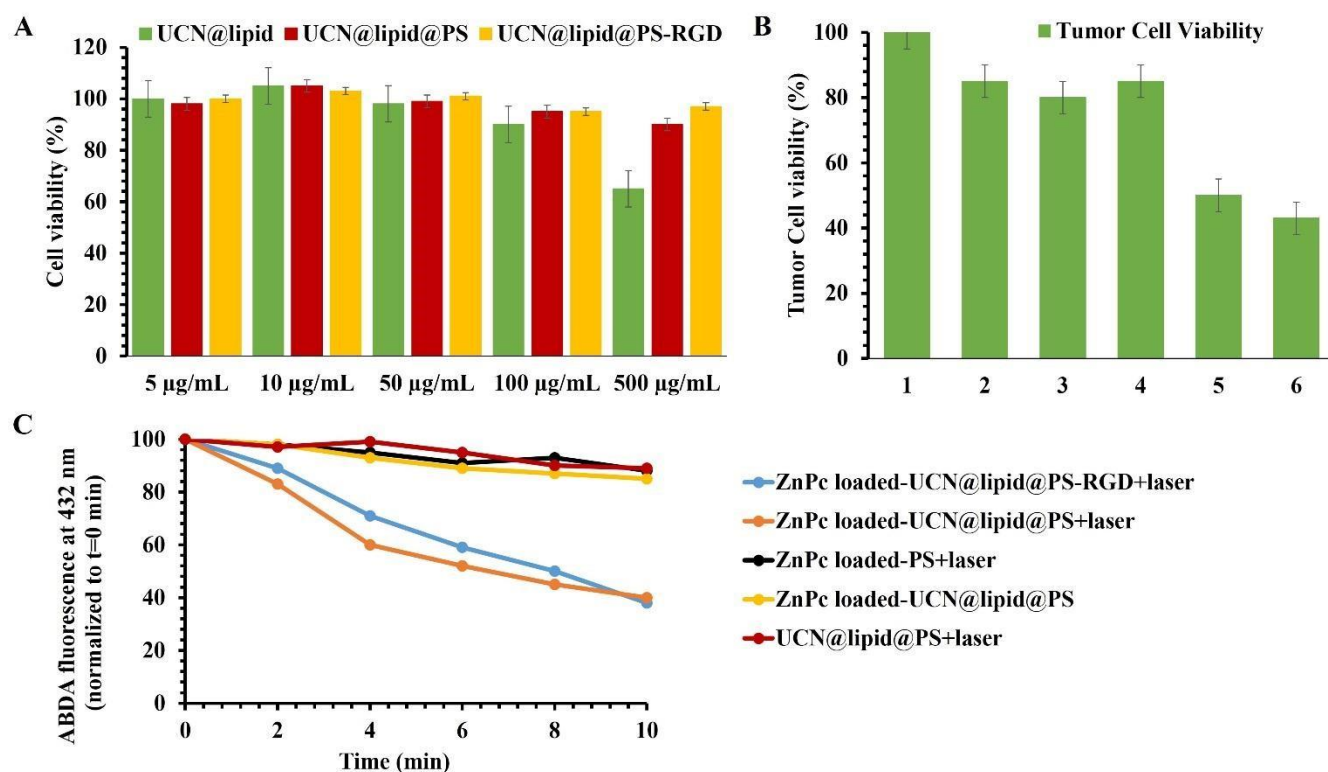 A
UCN@lipid UCN@lipid@PS UCN@lipid@PS-RGD
Cell viability (%)
120
100
80
60
40
20
0
5 µg/mL 10 µg/mL 50 µg/mL 100 µg/mL 500 µg/mL
B
Tumor Cell Viability
Tumor Cell viability (%)
100
80
60
40
20
0
1 2 3 4 5 6
C
ABDA fluorescence at 432 nm
(normalized to t=0 min)
100
80
60
40
20
0
0 2 4 6 8 10
Time (min)
ZnPc loaded-UCN@lipid@PS-RGD+laser
ZnPc loaded-UCN@lipid@PS+laser
ZnPc loaded-PS+laser
ZnPc loaded-UCN@lipid@PS
UCN@lipid@PS+laser